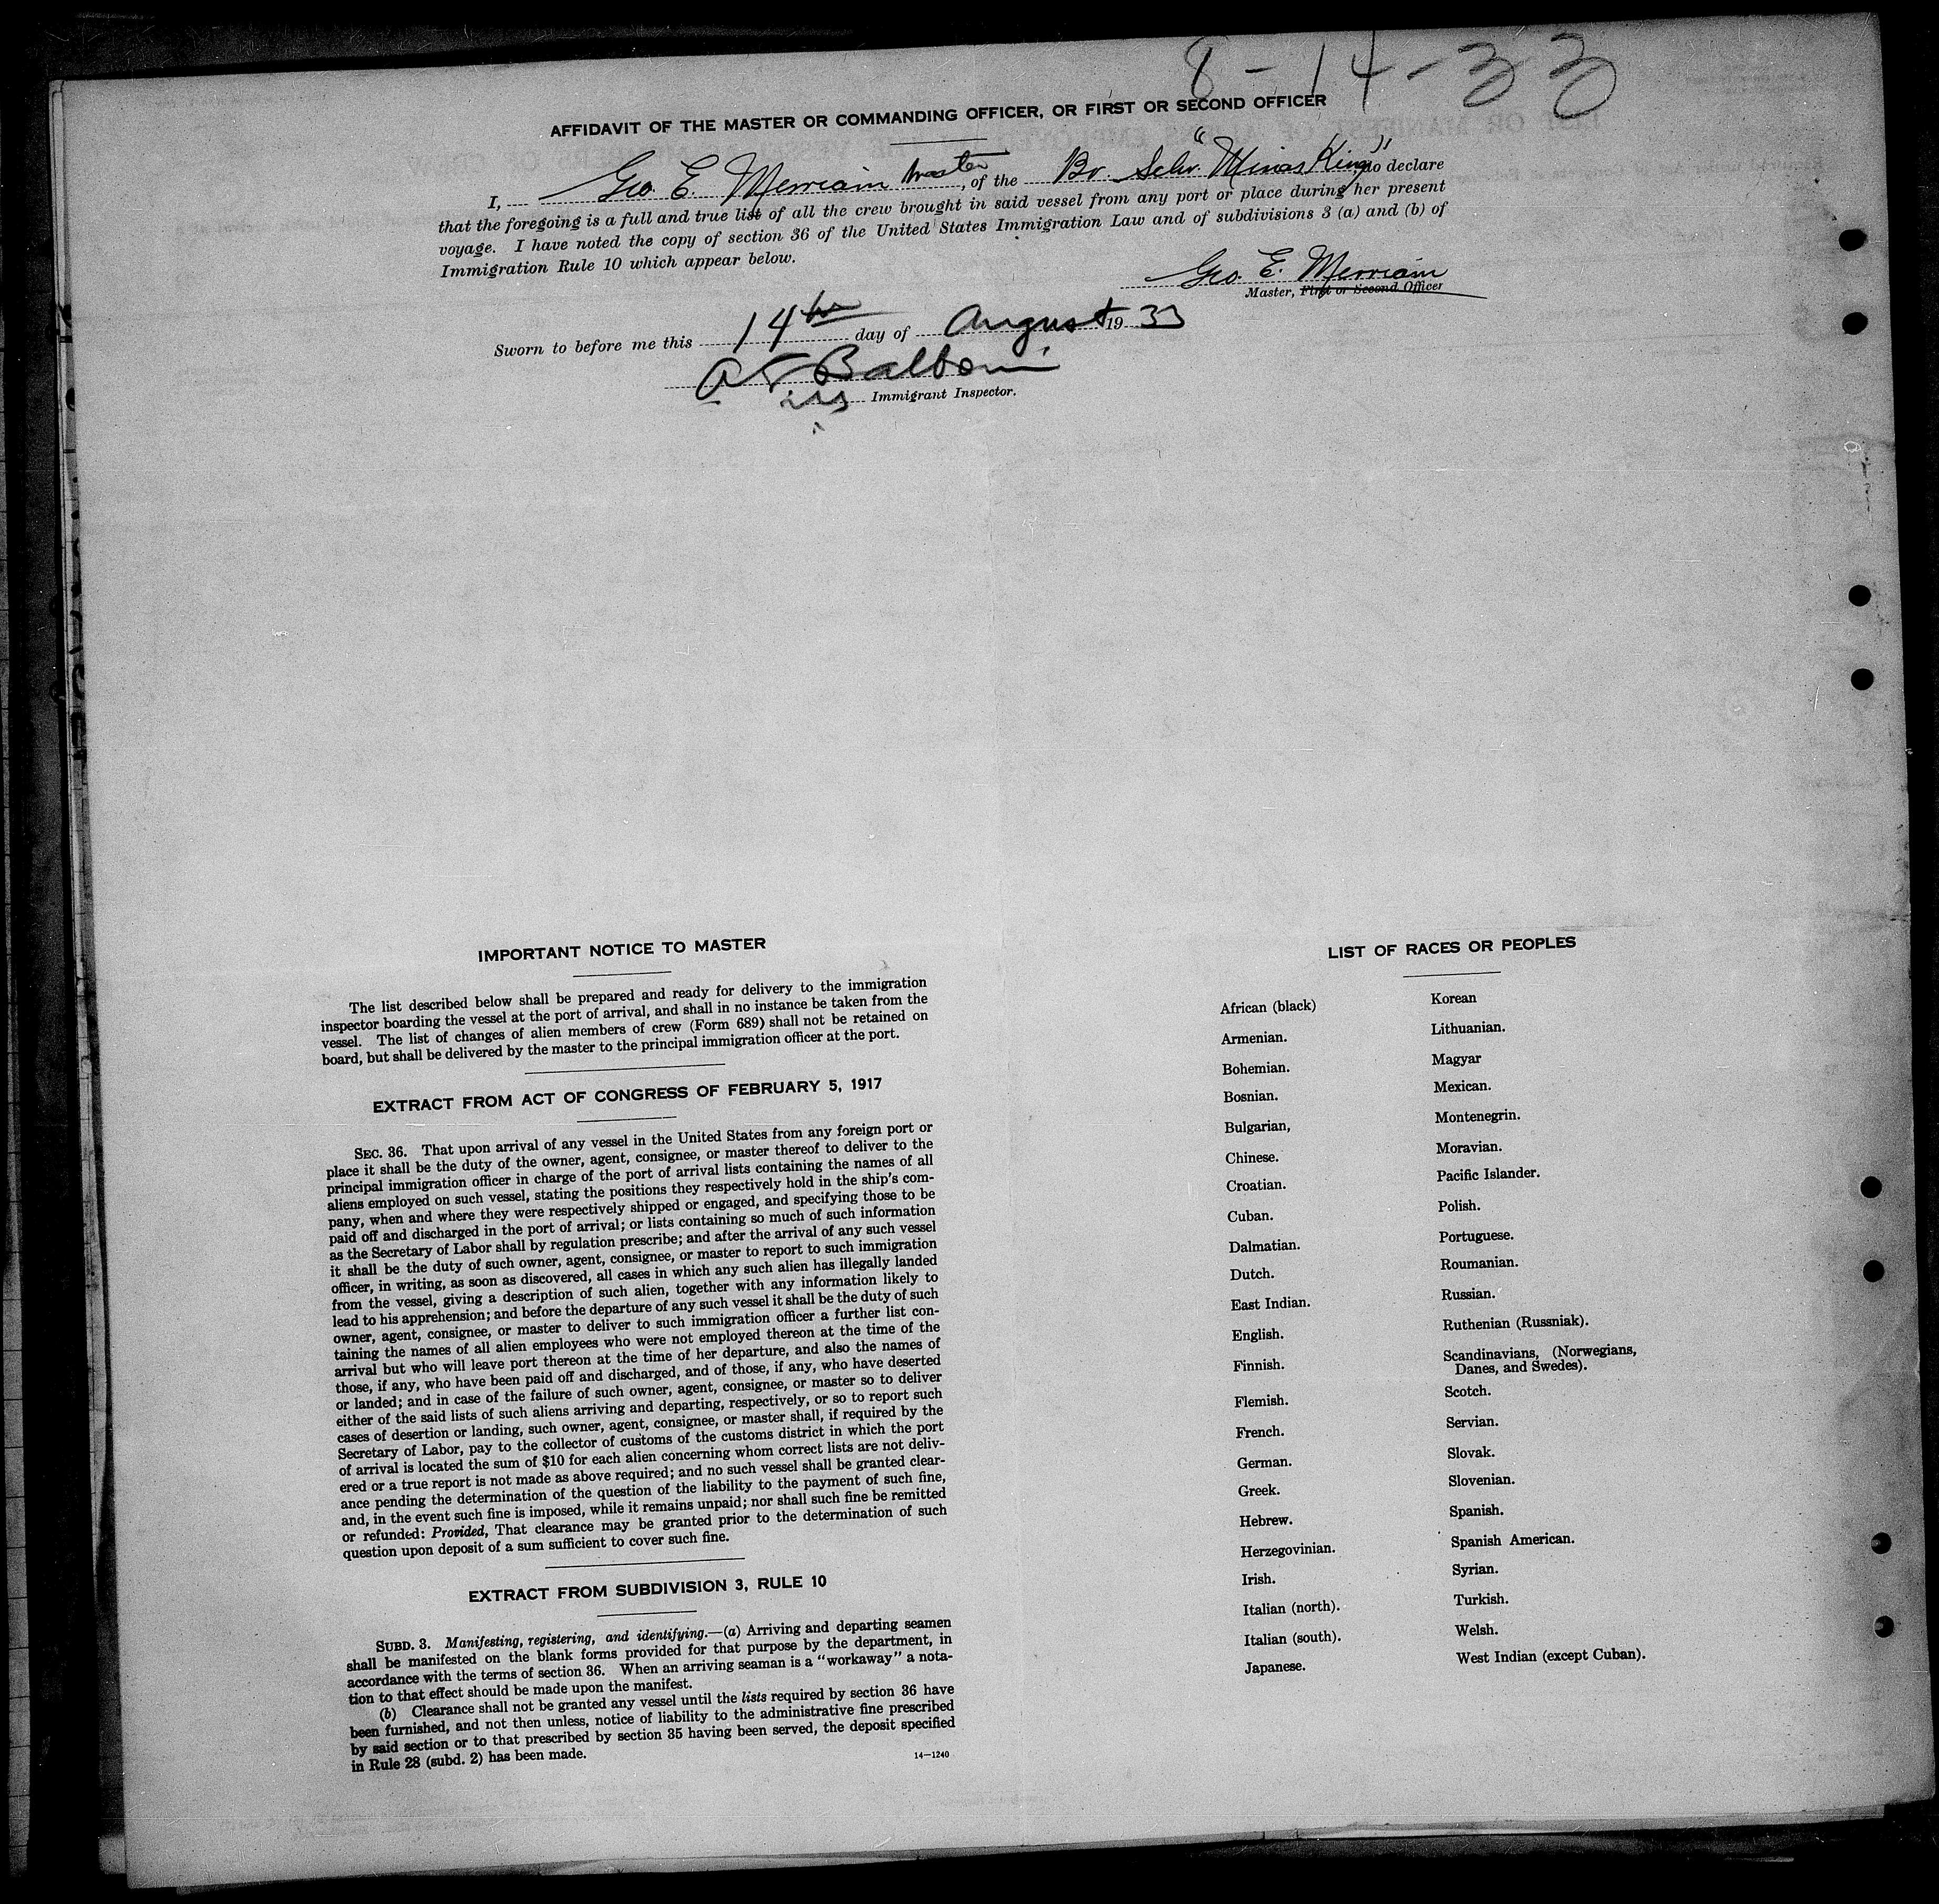 8-14-33
AFFIDAVIT OF THE MASTER OR COMMANDING OFFICER, OR FIRST OR SECOND OFFICER
I, Geo. E. Merriam Master, of the Br. Schr. "Minas King", do declare
that the foregoing is a full and true list of all the crew brought in said vessel from any port or place during her present
voyage. I have noted the copy of section 36 of the United States Immigration Law and of subdivisions 3 (a) and (b) of
Immigration Rule 10 which appear below.
Geo. E. Merriam
Master, First or Second Officer
Sworn to before me this 14th day of August 1933
Immigrant Inspector.
IMPORTANT NOTICE TO MASTER
The list described below shall be prepared and ready for delivery to the immigration
inspector boarding the vessel at the port of arrival, and shall in no instance be taken from the
vessel. The list of changes of alien members of crew (Form 689) shall not be retained on
board, but shall be delivered by the master to the principal immigration officer at the port.
EXTRACT FROM ACT OF CONGRESS OF FEBRUARY 5, 1917
SEC. 36. That upon arrival of any vessel in the United States from any foreign port or
place it shall be the duty of the owner, agent, consignee, or master thereof to deliver to the
principal immigration officer in charge of the port of arrival lists containing the names of all
aliens employed on such vessel, stating the positions they respectively hold in the ship's com-
pany, when and where they were respectively shipped or engaged, and specifying those to be
paid off and discharged in the port of arrival; or lists containing so much of such information
as the Secretary of Labor shall by regulation prescribe; and after the arrival of any such vessel
it shall be the duty of such owner, agent, consignee, or master to report to such immigration
officer, in writing, as soon as discovered, all cases in which any such alien has illegally landed
from the vessel, giving a description of such alien, together with any information likely to
lead to his apprehension; and before the departure of any such vessel it shall be the duty of such
owner, agent, consignee, or master to deliver to such immigration officer a further list con-
taining the names of all alien employees who were not employed thereon at the time of the
arrival but who will leave port thereon at the time of her departure, and also the names of
those, if any, who have been paid off and discharged, and of those, if any, who have deserted
or landed; and in case of the failure of such owner, agent, consignee, or master so to deliver
either of the said lists of such aliens arriving and departing, respectively, or so to report such
cases of desertion or landing, such owner, agent, consignee, or master shall, if required by the
Secretary of Labor, pay to the collector of customs of the customs district in which the port
of arrival is located the sum of $10 for each alien concerning whom correct lists are not deliv-
ered or a true report is not made as above required; and no such vessel shall be granted clear-
ance pending the determination of the question of the liability to the payment of such fine,
and, in the event such fine is imposed, while it remains unpaid; nor shall such fine be remitted
or refunded: Provided, That clearance may be granted prior to the determination of such
question upon deposit of a sum sufficient to cover such fine.
EXTRACT FROM SUBDIVISION 3, RULE 10
SUBD. 3. Manifesting, registering, and identifying.—(a) Arriving and departing seamen
shall be manifested on the blank forms provided for that purpose by the department, in
accordance with the terms of section 36. When an arriving seaman is a "workaway" a nota-
tion to that effect should be made upon the manifest.
(b) Clearance shall not be granted any vessel until the lists required by section 36 have
been furnished, and not then unless, notice of liability to the administrative fine prescribed
by said section or to that prescribed by section 35 having been served, the deposit specified
in Rule 28 (subd. 2) has been made.
14—1240
LIST OF RACES OR PEOPLES
African (black)
Armenian.
Bohemian.
Bosnian.
Bulgarian,
Chinese.
Croatian.
Cuban.
Dalmatian.
Dutch.
East Indian.
English.
Finnish.
Flemish.
French.
German.
Greek.
Hebrew.
Herzegovinian.
Irish.
Italian (north).
Italian (south).
Japanese.
Korean
Lithuanian.
Magyar
Mexican.
Montenegrin.
Moravian.
Pacific Islander.
Polish.
Portuguese.
Roumanian.
Russian.
Ruthenian (Russniak).
Scandinavians, (Norwegians,
Danes, and Swedes).
Scotch.
Servian.
Slovak.
Slovenian.
Spanish.
Spanish American.
Syrian.
Turkish.
Welsh.
West Indian (except Cuban).